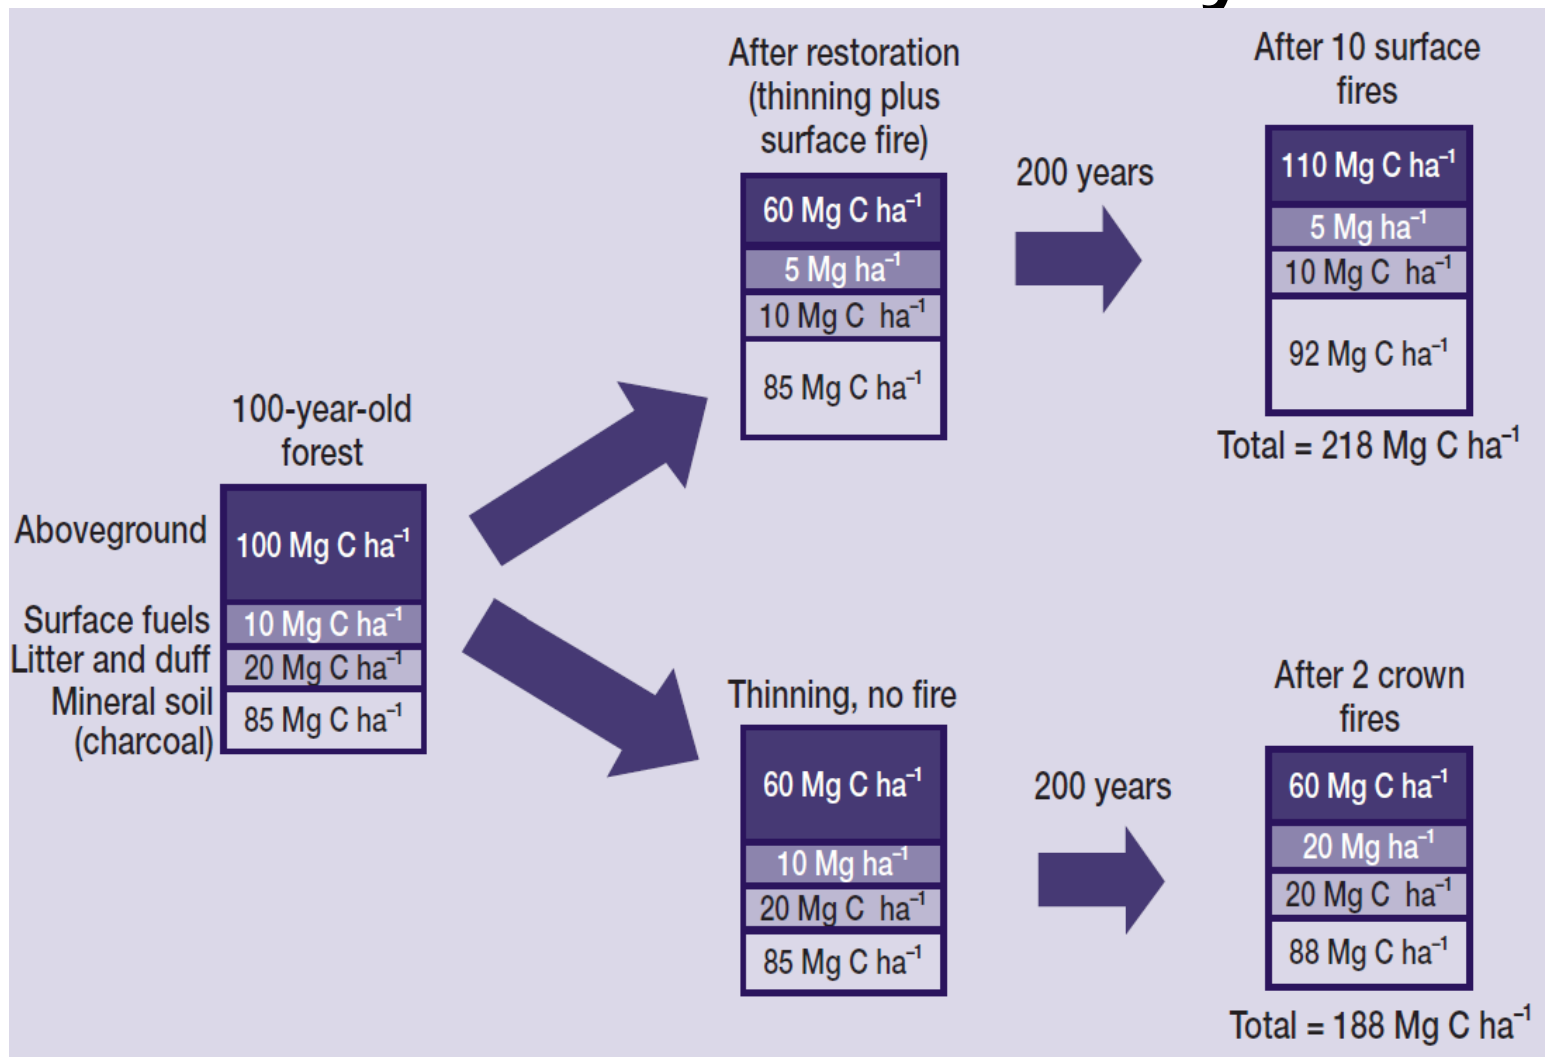 100-year-old
forest
Aboveground
100 Mg C ha⁻¹
Surface fuels
10 Mg C ha⁻¹
Litter and duff
20 Mg C ha⁻¹
Mineral soil
(charcoal)
85 Mg C ha⁻¹
After restoration
(thinning plus
surface fire)
60 Mg C ha⁻¹
5 Mg ha⁻¹
10 Mg C ha⁻¹
85 Mg C ha⁻¹
200 years
After 10 surface
fires
110 Mg C ha⁻¹
5 Mg ha⁻¹
10 Mg C ha⁻¹
92 Mg C ha⁻¹
Total = 218 Mg C ha⁻¹
Thinning, no fire
60 Mg C ha⁻¹
10 Mg ha⁻¹
20 Mg C ha⁻¹
85 Mg C ha⁻¹
200 years
After 2 crown
fires
60 Mg C ha⁻¹
20 Mg ha⁻¹
20 Mg C ha⁻¹
88 Mg C ha⁻¹
Total = 188 Mg C ha⁻¹